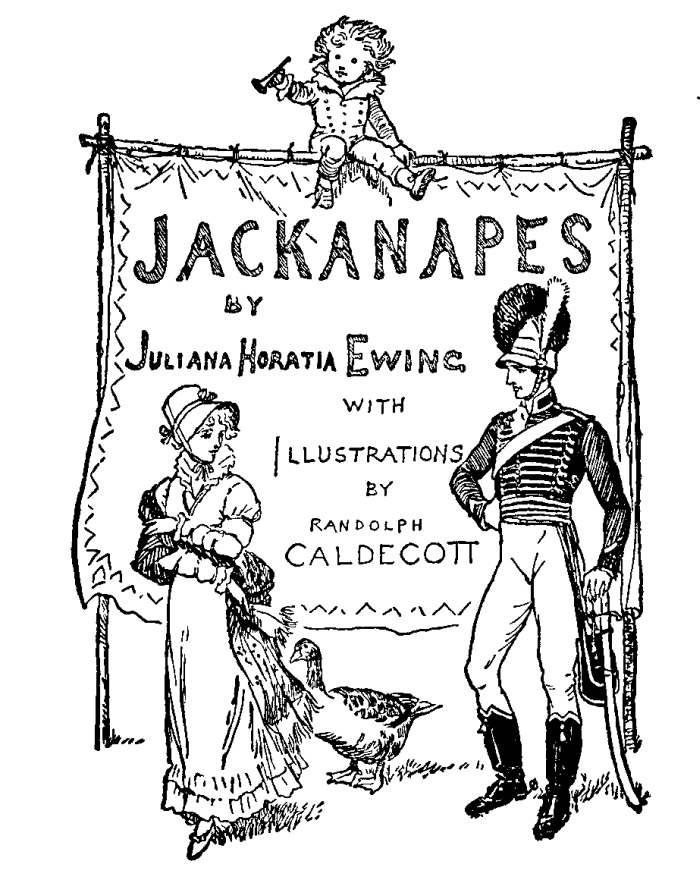 JACKANAPES
BY
JULIANA HORATIA EWING
WITH
ILLUSTRATIONS
BY
RANDOLPH
CALDECOTT